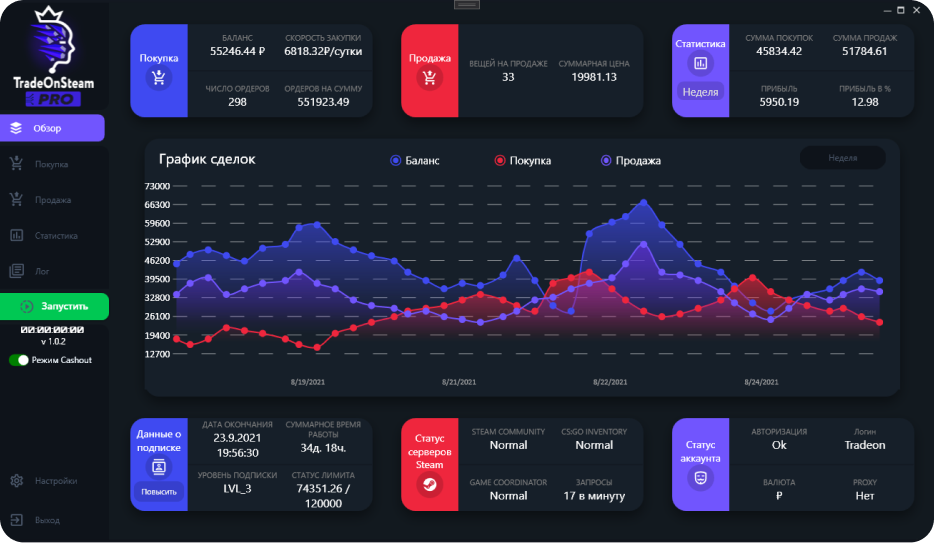 TradeOnSteam
PRO
Обзор
Покупка
Продажа
Статистика
Лог
Запустить
00:00:00:00
v 1.0.2
Режим Cashout
Настройки
Выход
Покупка
БАЛАНС
55246.44 ₽
СКОРОСТЬ ЗАКУПКИ
6818.32₽/сутки
ЧИСЛО ОРДЕРОВ
298
ОРДЕРОВ НА СУММУ
551923.49
Продажа
ВЕЩЕЙ НА ПРОДАЖЕ
33
СУММАРНАЯ ЦЕНА
19981.13
Статистика
Неделя
СУММА ПОКУПОК
45834.42
СУММА ПРОДАЖ
51784.61
ПРИБЫЛЬ
5950.19
ПРИБЫЛЬ В %
12.98
График сделок
Баланс
Покупка
Продажа
Неделя
73000
66300
59600
52900
46200
39500
32800
26100
19400
12700
8/19/2021
8/21/2021
8/22/2021
8/24/2021
Данные о
подписке
Повысить
ДАТА ОКОНЧАНИЯ
23.9.2021
19:56:30
СУММАРНОЕ ВРЕМЯ
РАБОТЫ
34д. 18ч.
УРОВЕНЬ ПОДПИСКИ
LVL_3
СТАТУС ЛИМИТА
74351.26 /
120000
Статус
серверов
Steam
STEAM COMMUNITY
Normal
CS:GO INVENTORY
Normal
GAME COORDINATOR
Normal
ЗАПРОСЫ
17 в минуту
Статус
аккаунта
АВТОРИЗАЦИЯ
Ok
Логин
Tradeon
ВАЛЮТА
₽
PROXY
Нет